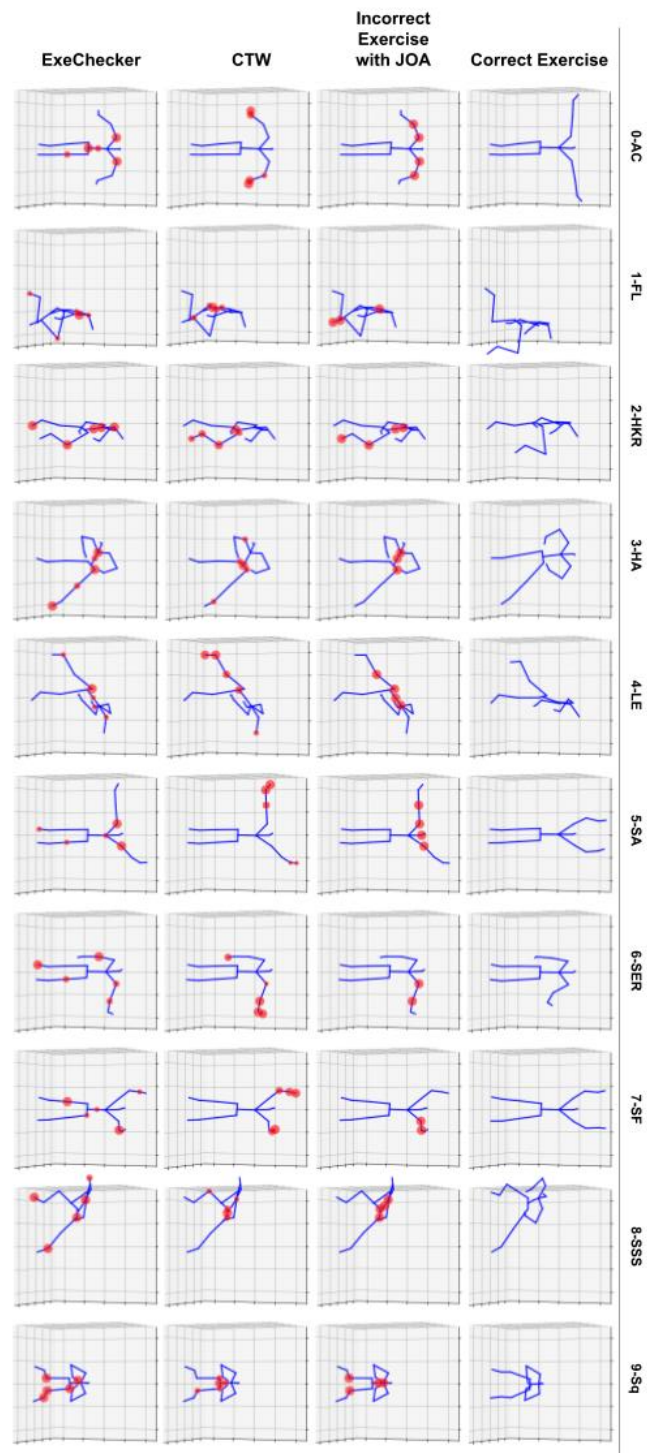 Incorrect
Exercise
ExeChecker CTW with JOA Correct Exercise
0-AC
1-FL
2-HKR
3-HA
4-LE
5-SA
6-SER
7-SF
8-SSS
9-Sq